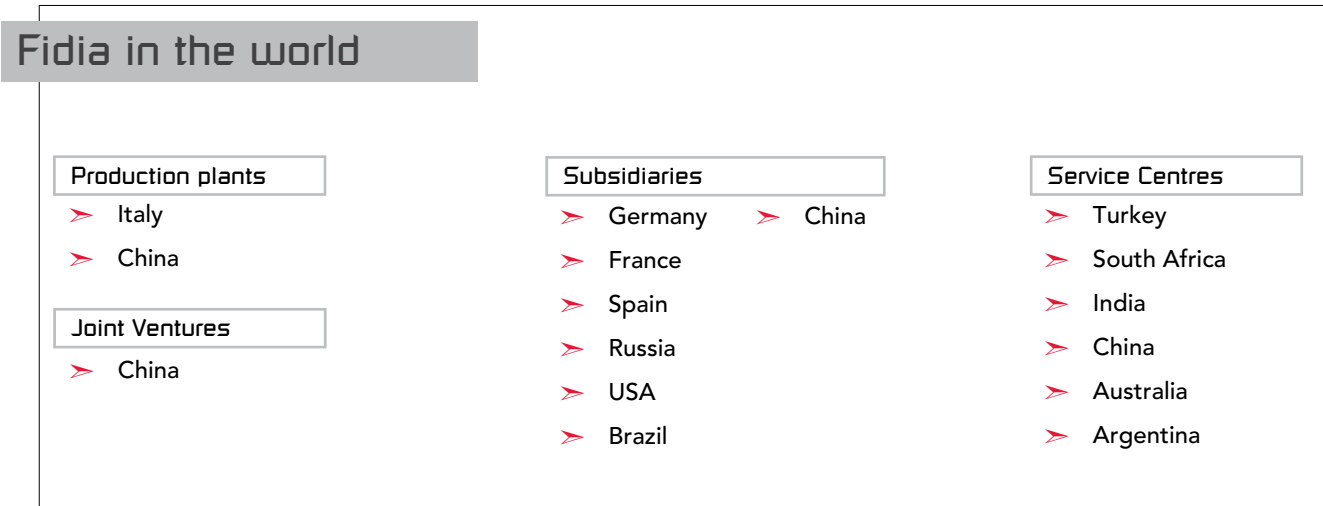 Fidia in the world
Production plants
Italy
China
Joint Ventures
China
Subsidiaries
Germany
France
Spain
Russia
USA
Brazil
China
Service Centres
Turkey
South Africa
India
China
Australia
Argentina